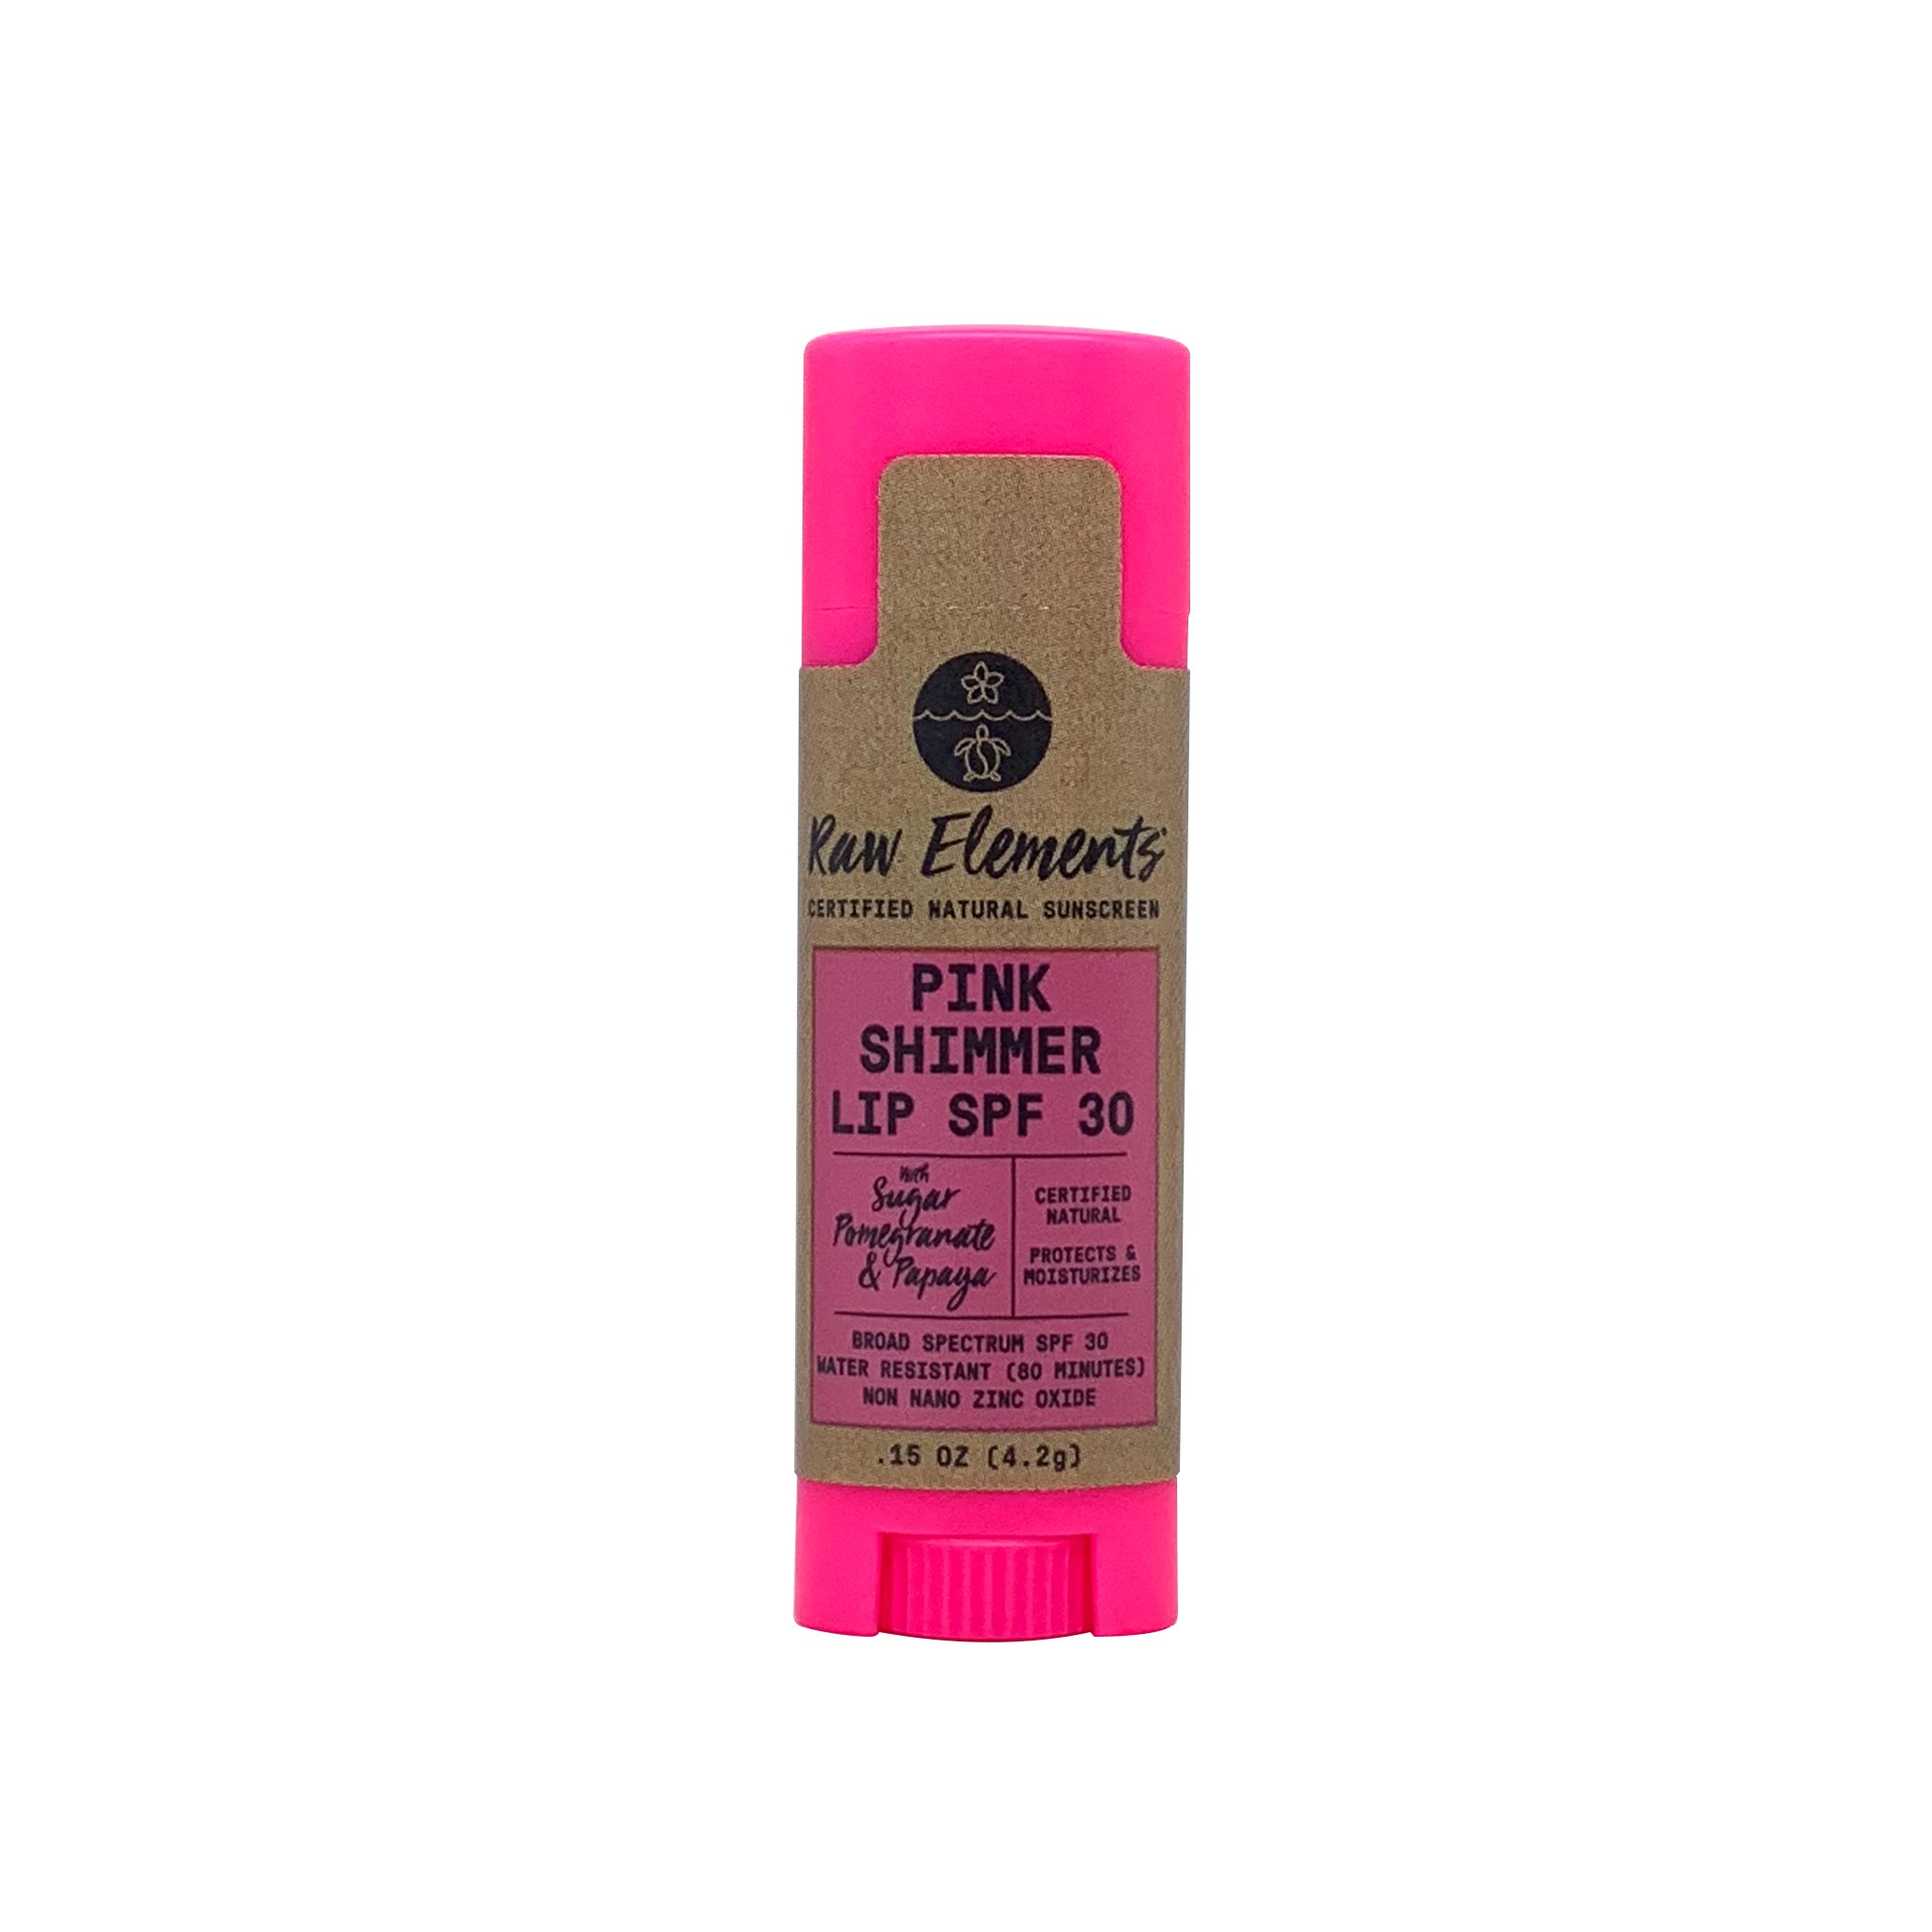 Raw Elements®
CERTIFIED NATURAL SUNSCREEN
PINK
SHIMMER
LIP SPF 30
with
Sugar
Pomegranate
& Papaya
CERTIFIED
NATURAL
PROTECTS &
MOISTURIZES
BROAD SPECTRUM SPF 30
WATER RESISTANT (80 MINUTES)
NON NANO ZINC OXIDE
.15 OZ (4.2g)